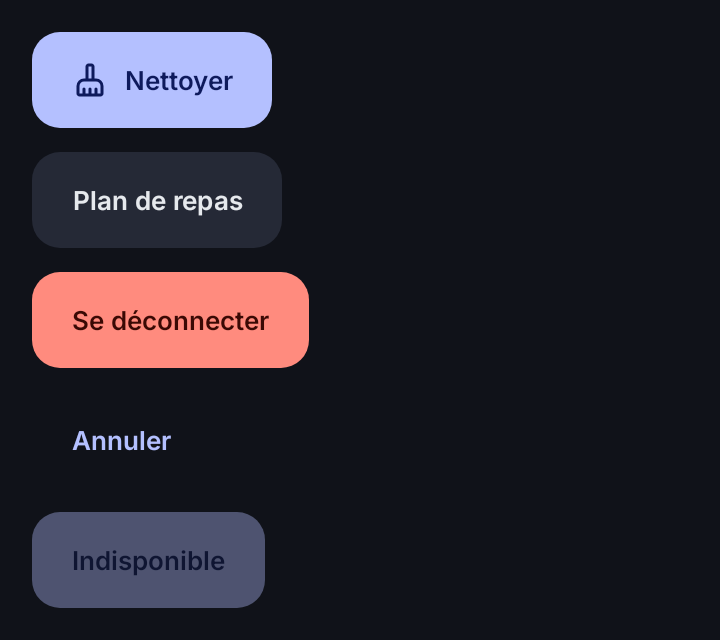 Nettoyer
Plan de repas
Se déconnecter
Annuler
Indisponible